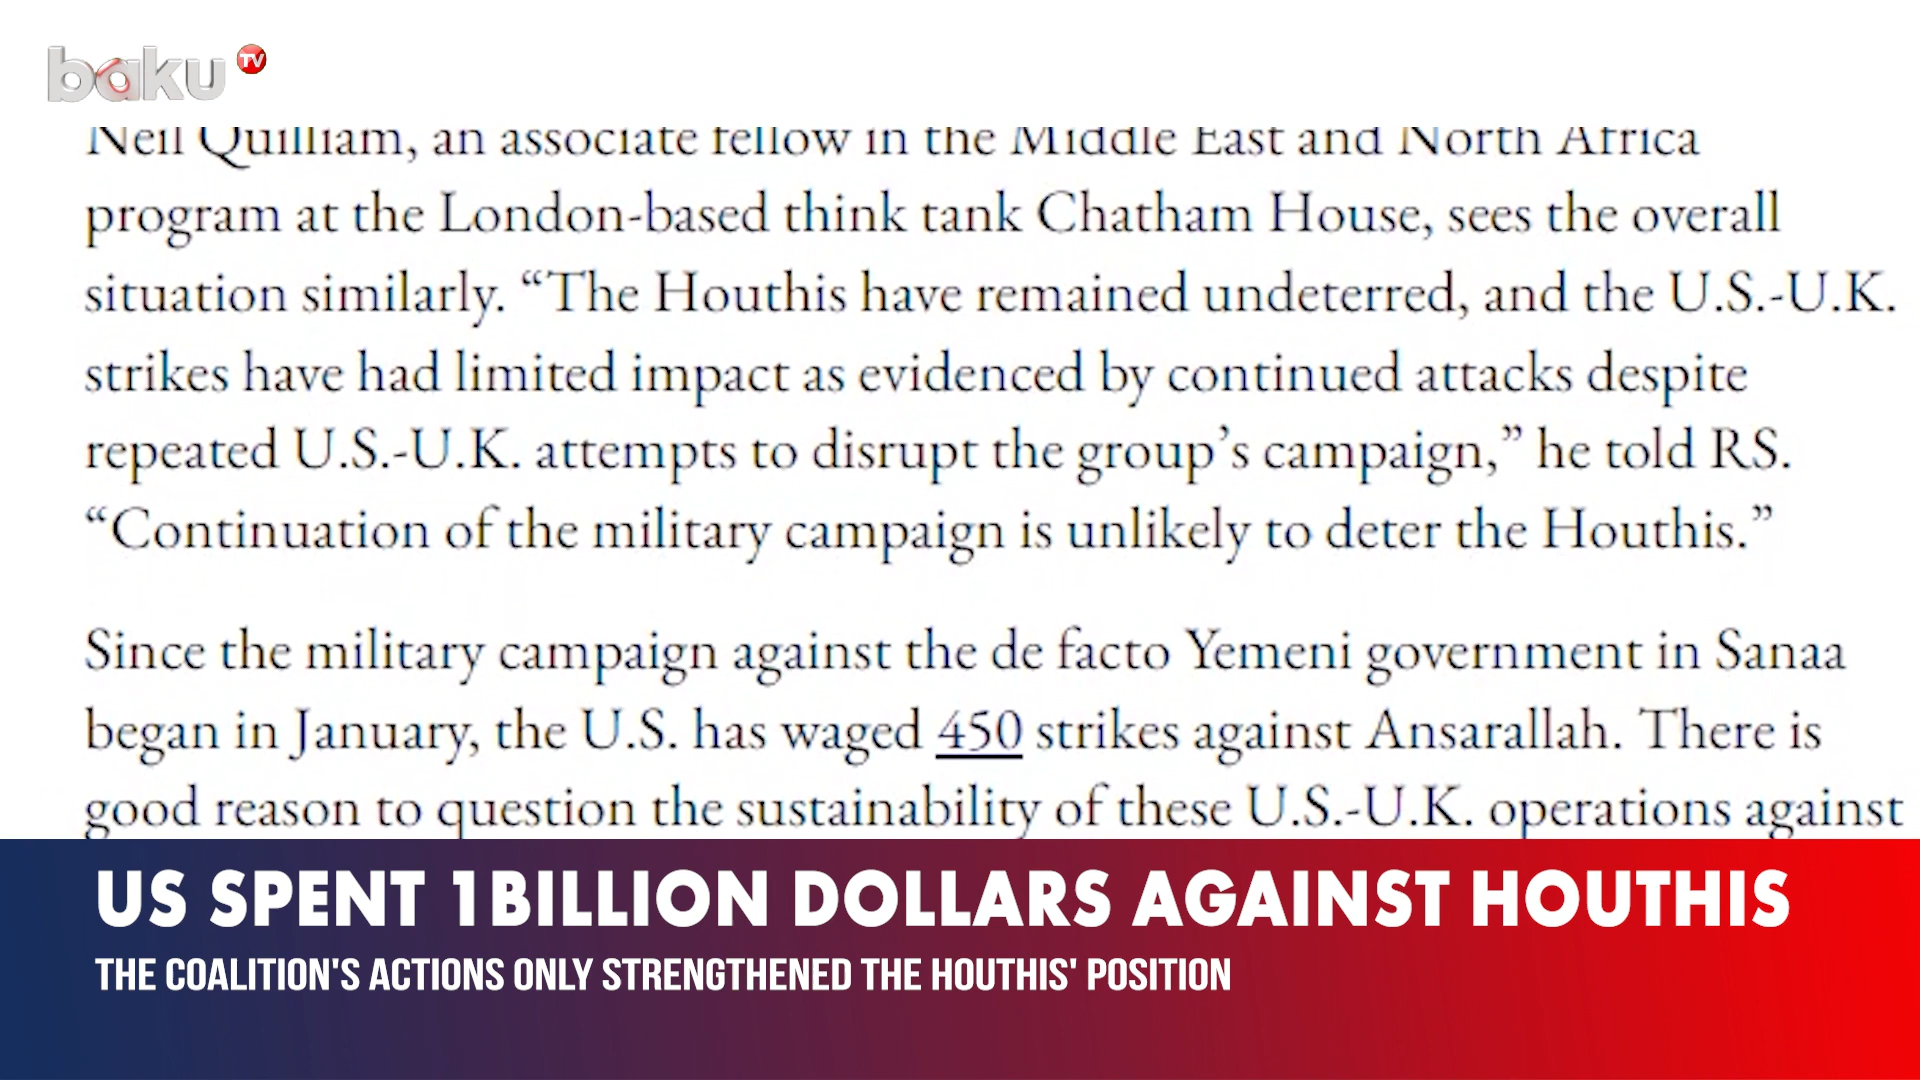 baku TV
Neil Quilliam, an associate fellow in the Middle East and North Africa
program at the London-based think tank Chatham House, sees the overall
situation similarly. “The Houthis have remained undeterred, and the U.S.-U.K.
strikes have had limited impact as evidenced by continued attacks despite
repeated U.S.-U.K. attempts to disrupt the group’s campaign,” he told RS.
“Continuation of the military campaign is unlikely to deter the Houthis.”
Since the military campaign against the de facto Yemeni government in Sanaa
began in January, the U.S. has waged 450 strikes against Ansarallah. There is
good reason to question the sustainability of these U.S.-U.K. operations against
US SPENT 1BILLION DOLLARS AGAINST HOUTHIS
THE COALITION'S ACTIONS ONLY STRENGTHENED THE HOUTHIS' POSITION